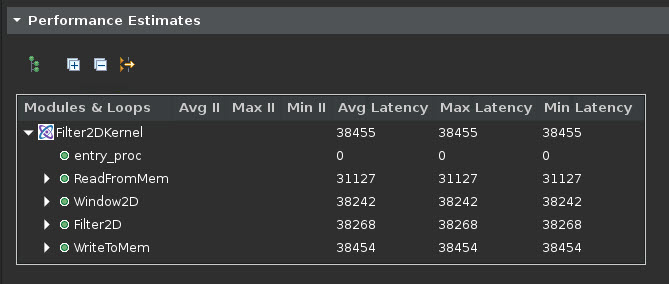 Performance Estimates
Modules & Loops Avg II Max II Min II Avg Latency Max Latency Min Latency
Filter2DKernel 38455 38455 38455
entry_proc 0 0 0
ReadFromMem 31127 31127 31127
Window2D 38242 38242 38242
Filter2D 38268 38268 38268
WriteToMem 38454 38454 38454